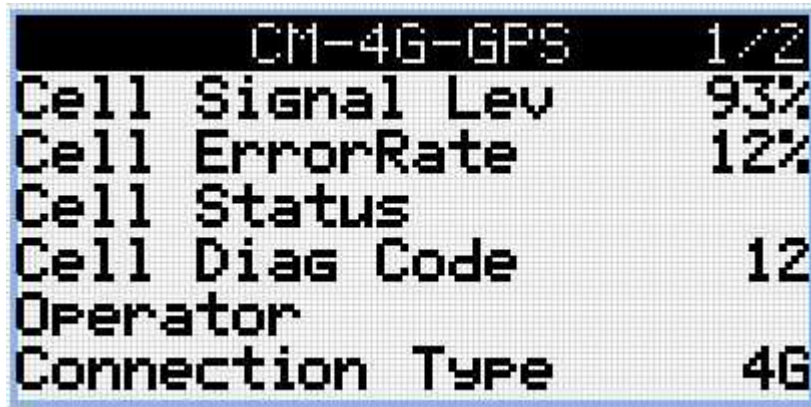 CM-4G-GPS 1/2
Cell Signal Lev 93%
Cell ErrorRate 12%
Cell Status
Cell Diag Code 12
Operator
Connection Type 4G